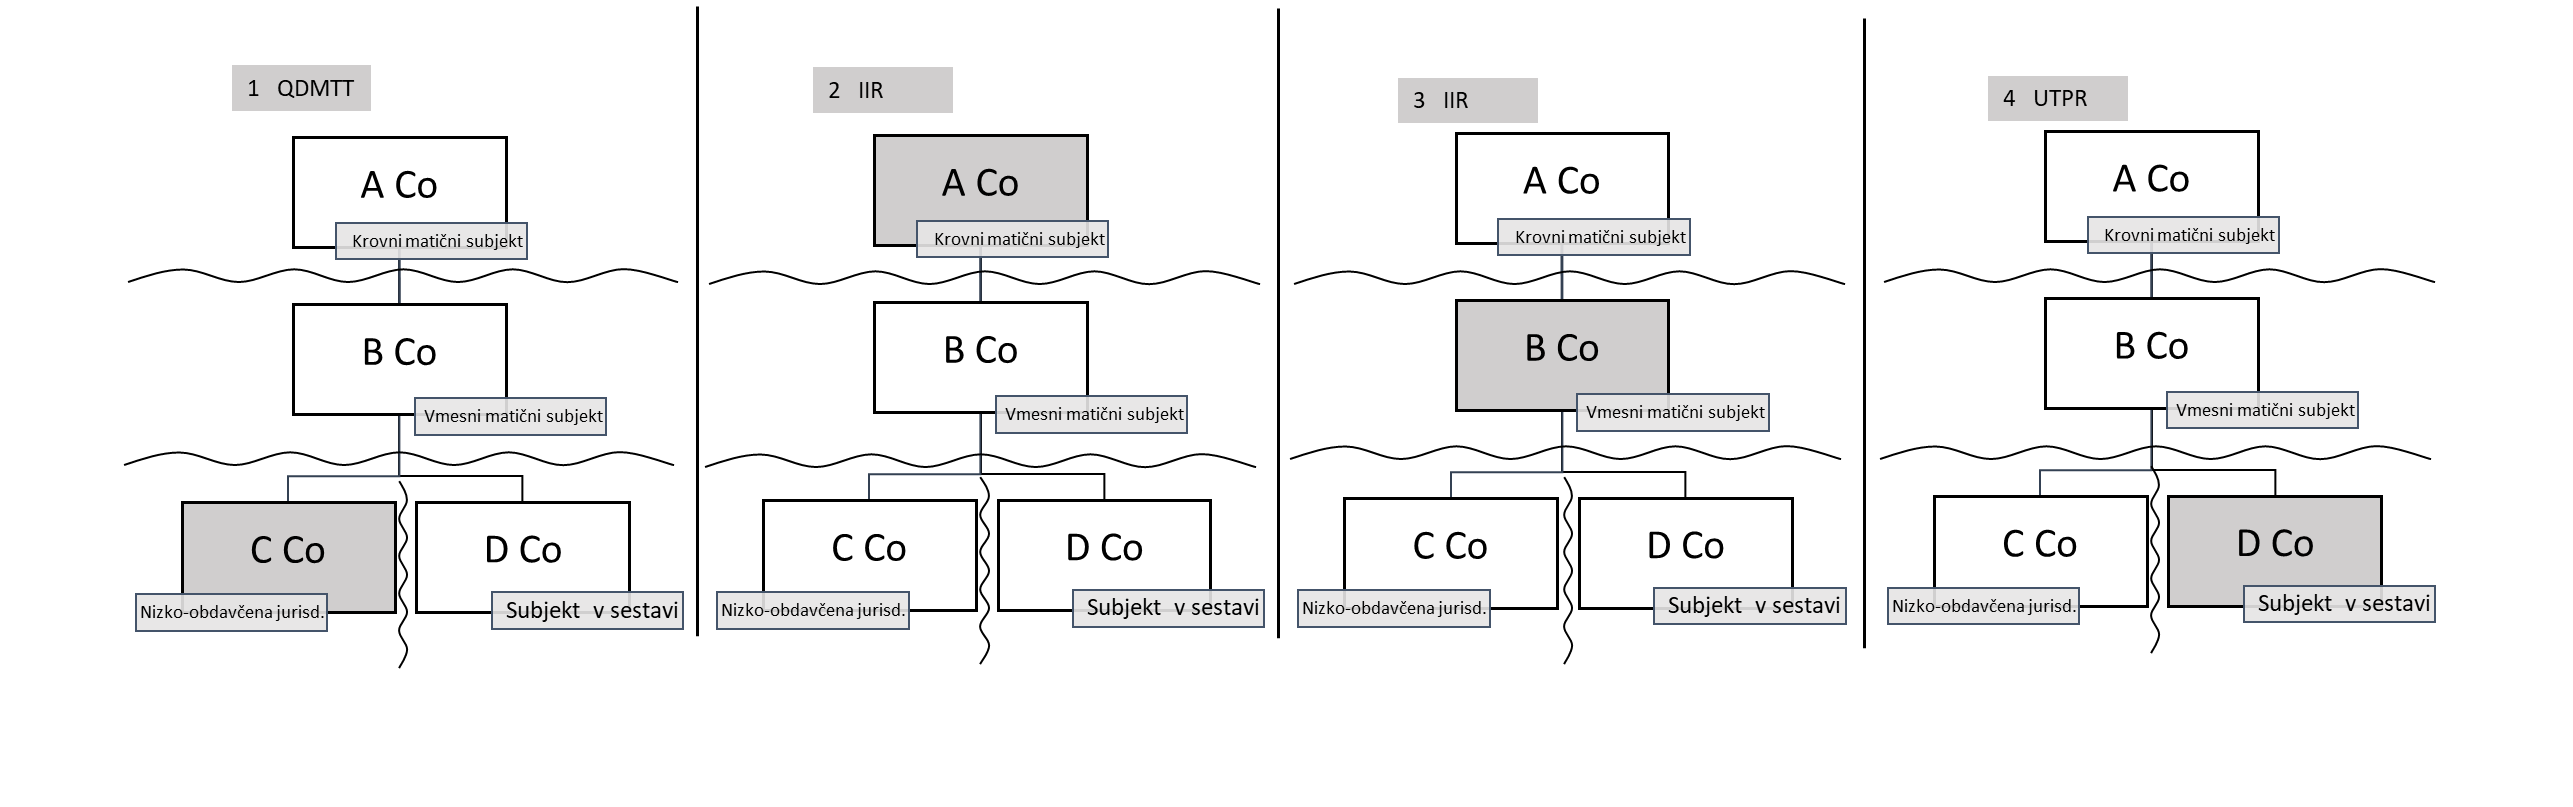 1 QDMTT
A Co
Krovni matični subjekt
B Co
Vmesni matični subjekt
C Co
Nizko-obdavčena jurisd.
D Co
Subjekt v sestavi
2 IIR
A Co
Krovni matični subjekt
B Co
Vmesni matični subjekt
C Co
Nizko-obdavčena jurisd.
D Co
Subjekt v sestavi
3 IIR
A Co
Krovni matični subjekt
B Co
Vmesni matični subjekt
C Co
Nizko-obdavčena jurisd.
D Co
Subjekt v sestavi
4 UTPR
A Co
Krovni matični subjekt
B Co
Vmesni matični subjekt
C Co
Nizko-obdavčena jurisd.
D Co
Subjekt v sestavi